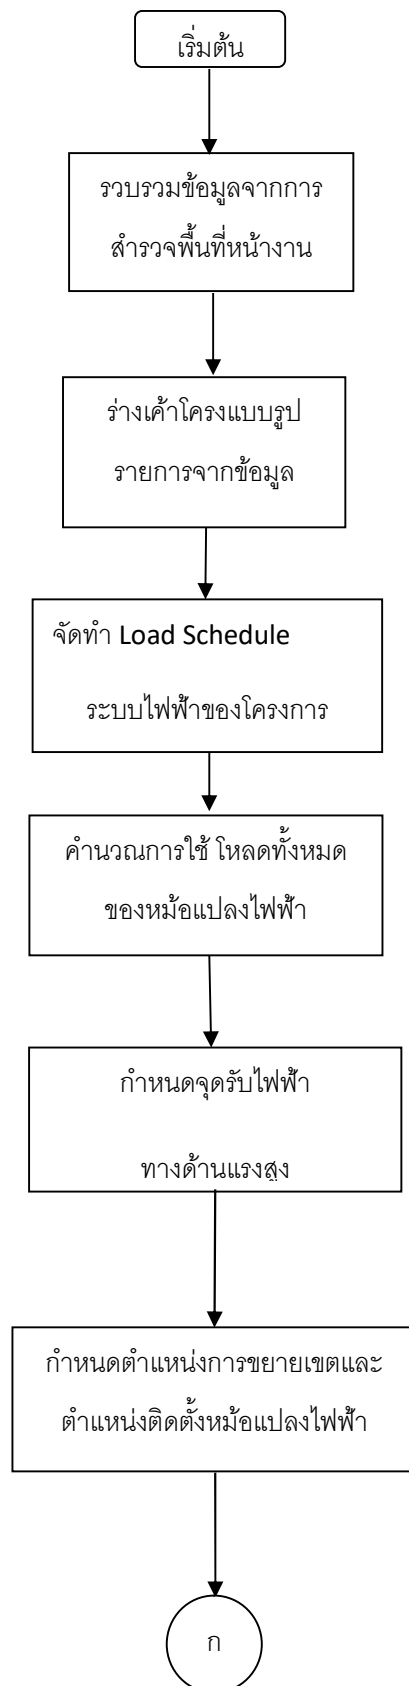 เริ่มต้น
รวบรวมข้อมูลจากการ
สำรวจพื้นที่หน้างาน
ร่างเค้าโครงแบบรูป
รายการจากข้อมูล
จัดทำ Load Schedule
ระบบไฟฟ้าของโครงการ
คำนวณการใช้ โหลดทั้งหมด
ของหม้อแปลงไฟฟ้า
กำหนดจุดรับไฟฟ้า
ทางด้านแรงสูง
กำหนดตำแหน่งการขยายเขตและ
ตำแหน่งติดตั้งหม้อแปลงไฟฟ้า
ก